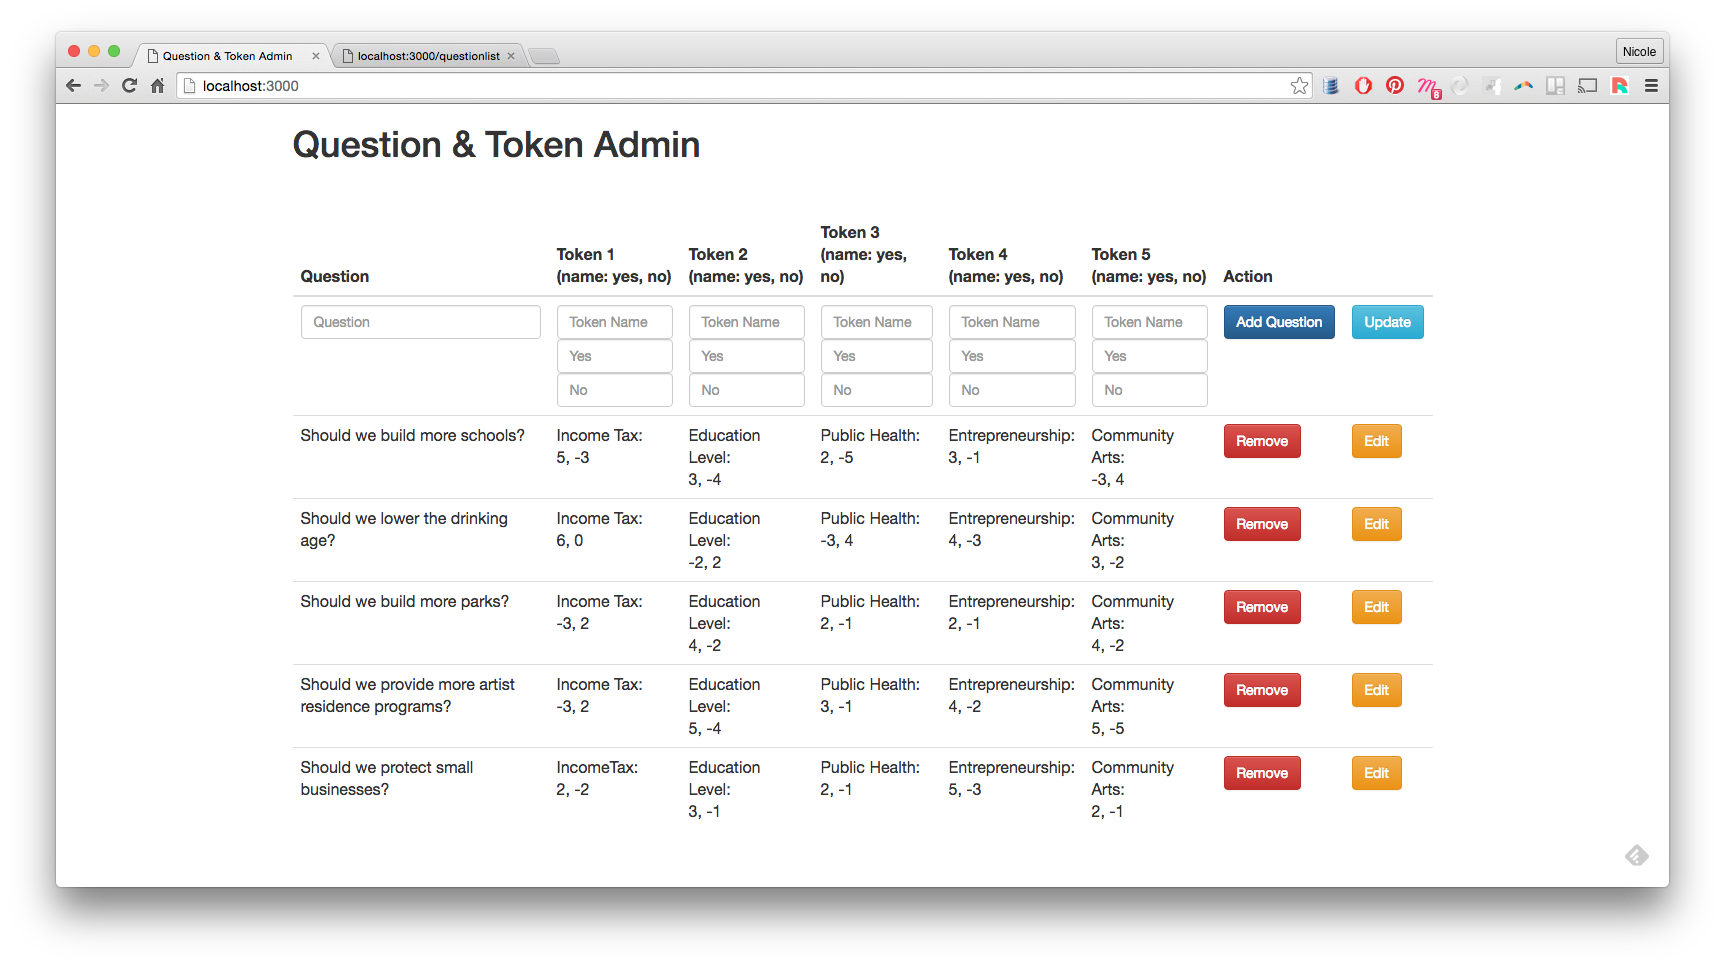 Question & Token Admin
localhost:3000/questionlist
Nicole
localhost:3000
8
Question & Token Admin
Question
Token 1
(name: yes, no)
Token 2
(name: yes, no)
Token 3
(name: yes,
no)
Token 4
(name: yes, no)
Token 5
(name: yes, no)
Action
Question
Token Name
Token Name
Token Name
Token Name
Token Name
Add Question
Update
Yes
Yes
Yes
Yes
Yes
No
No
No
No
No
Should we build more schools?
Income Tax:
5, -3
Education
Level:
3, -4
Public Health:
2, -5
Entrepreneurship:
3, -1
Community
Arts:
-3, 4
Remove
Edit
Should we lower the drinking
age?
Income Tax:
6, 0
Education
Level:
-2, 2
Public Health:
-3, 4
Entrepreneurship:
4, -3
Community
Arts:
3, -2
Remove
Edit
Should we build more parks?
Income Tax:
-3, 2
Education
Level:
4, -2
Public Health:
2, -1
Entrepreneurship:
2, -1
Community
Arts:
4, -2
Remove
Edit
Should we provide more artist
residence programs?
Income Tax:
-3, 2
Education
Level:
5, -4
Public Health:
3, -1
Entrepreneurship:
4, -2
Community
Arts:
5, -5
Remove
Edit
Should we protect small
businesses?
IncomeTax:
2, -2
Education
Level:
3, -1
Public Health:
2, -1
Entrepreneurship:
5, -3
Community
Arts:
2, -1
Remove
Edit